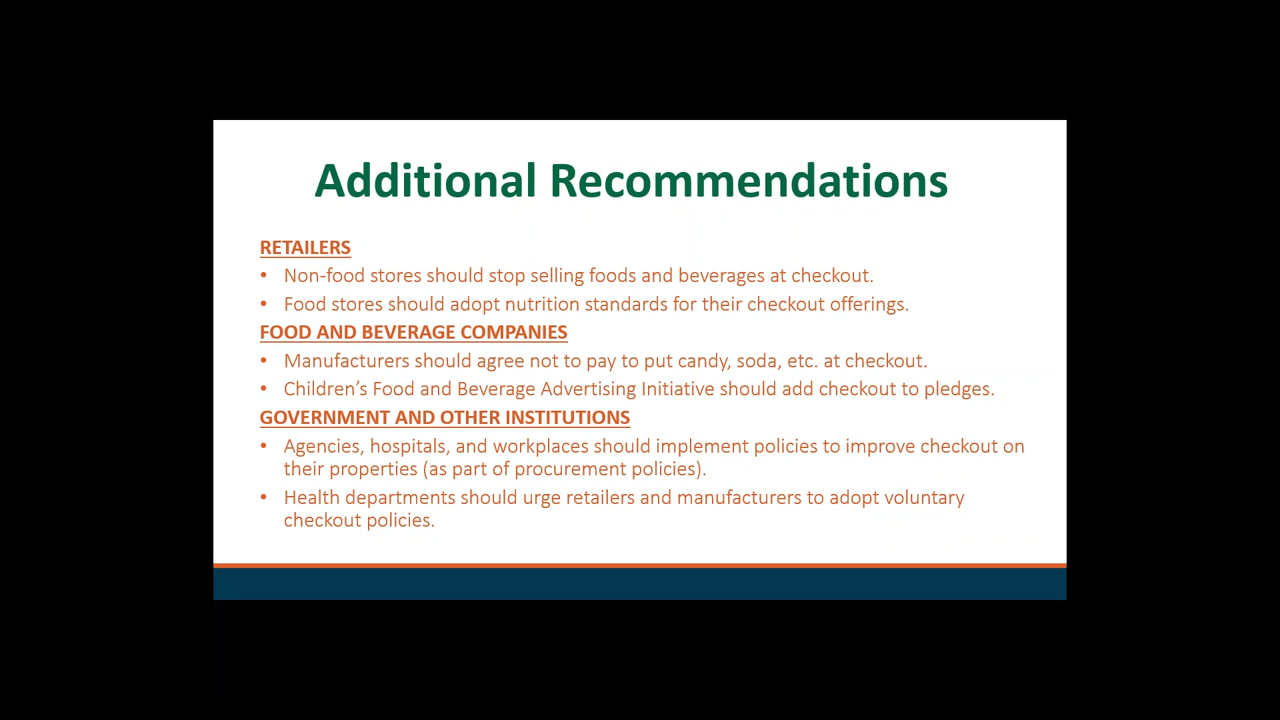 Additional Recommendations
RETAILERS
• Non-food stores should stop selling foods and beverages at checkout.
• Food stores should adopt nutrition standards for their checkout offerings.
FOOD AND BEVERAGE COMPANIES
• Manufacturers should agree not to pay to put candy, soda, etc. at checkout.
• Children’s Food and Beverage Advertising Initiative should add checkout to pledges.
GOVERNMENT AND OTHER INSTITUTIONS
• Agencies, hospitals, and workplaces should implement policies to improve checkout on
their properties (as part of procurement policies).
• Health departments should urge retailers and manufacturers to adopt voluntary
checkout policies.